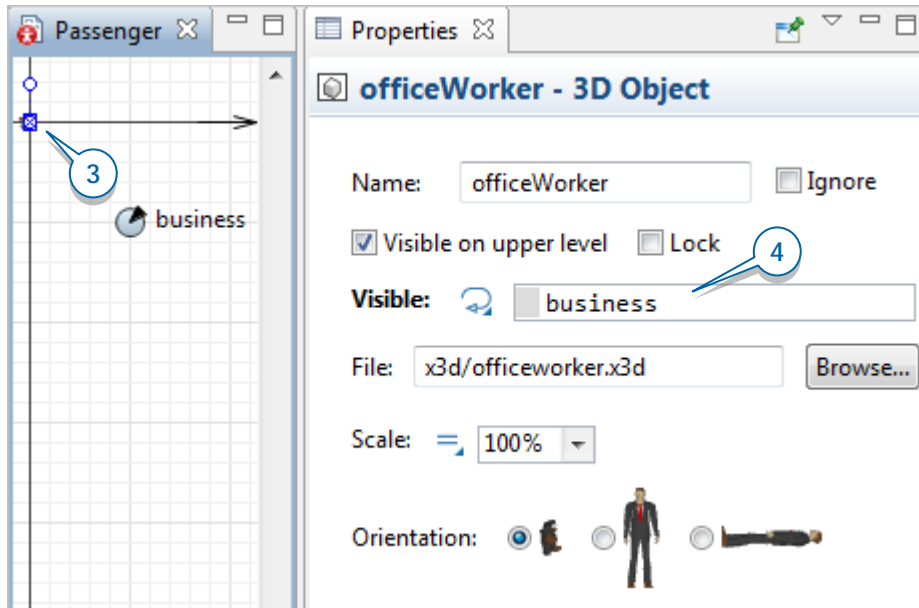 Passenger
Properties
officeWorker - 3D Object
3
business
Name: officeWorker Ignore
Visible on upper level Lock
4
Visible: business
File: x3d/officeworker.x3d Browse...
Scale: 100%
Orientation: